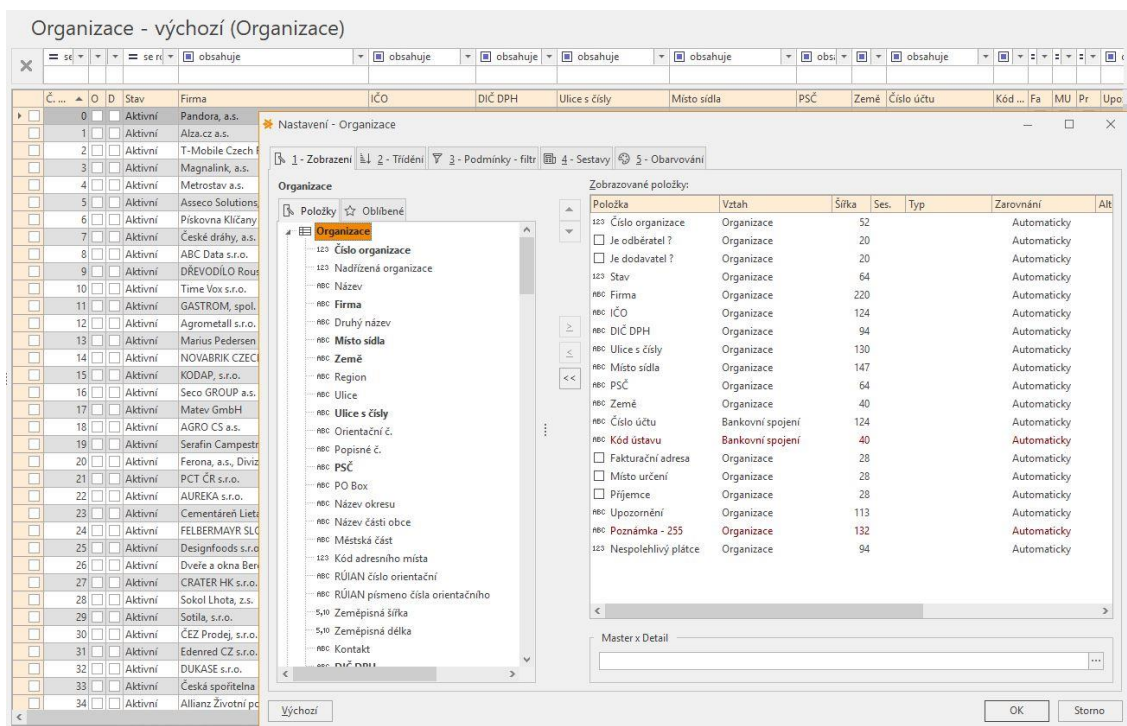 Organizace - výchozí (Organizace)
= se = se ro obsahuje obsahuje obsahuje obsahuje obsahuje obsa obsahuje
Č. ... O D Stav Firma IČO DIČ DPH Ulice s čísly Místo sídla PSČ Země Číslo účtu Kód ... Fa MU Pr Upoz
0 Aktivní Pandora, a.s.
1 Aktivní Alza.cz a.s.
2 Aktivní T-Mobile Czech
3 Aktivní Magnalink, a.s.
4 Aktivní Metrostav a.s.
5 Aktivní Asseco Solutions,
6 Aktivní Pískovna Klíčany
7 Aktivní České dráhy, a.s.
8 Aktivní ABC Data s.r.o.
9 Aktivní DŘEVODÍLO Rous
10 Aktivní Time Vox s.r.o.
11 Aktivní GASTROM, spol.
12 Aktivní Agrometall s.r.o.
13 Aktivní Marius Pedersen
14 Aktivní NOVABRIK CZECH
15 Aktivní KODAP, s.r.o.
16 Aktivní Seco GROUP a.s.
17 Aktivní Matev GmbH
18 Aktivní AGRO CS a.s.
19 Aktivní Serafin Campestr
20 Aktivní Ferona, a.s., Diviz
21 Aktivní PCT ČR s.r.o.
22 Aktivní AUREKA s.r.o.
23 Aktivní Cementáreň Lieta
24 Aktivní FELBERMAYR SLO
25 Aktivní Designfoods s.r.o
26 Aktivní Dveře a okna Ber
27 Aktivní CRATER HK s.r.o.
28 Aktivní Sokol Lhota, z.s.
29 Aktivní Sotila, s.r.o.
30 Aktivní ČEZ Prodej, s.r.o.
31 Aktivní Edenred CZ s.r.o.
32 Aktivní DUKASE s.r.o.
33 Aktivní Česká spořitelna
34 Aktivní Allianz Životní po
Nastavení - Organizace
1 - Zobrazení 2 - Třídění 3 - Podmínky - filtr 4 - Sestavy 5 - Obarvování
Organizace
Položky Oblíbené
Organizace
123 Číslo organizace
123 Nadřízená organizace
ABC Název
ABC Firma
ABC Druhý název
ABC Místo sídla
ABC Země
ABC Region
ABC Ulice
ABC Ulice s čísly
ABC Orientační č.
ABC Popisné č.
ABC PSČ
ABC PO Box
ABC Název okresu
ABC Název části obce
ABC Městská část
123 Kód adresního místa
ABC RÚIAN číslo orientační
ABC RÚIAN písmeno čísla orientačního
5,10 Zeměpisná šířka
5,10 Zeměpisná délka
ABC Kontakt
ABC DIČ DPH
≥
≤
<<
Zobrazované položky:
Položka Vztah Šířka Ses. Typ Zarovnání Alt
123 Číslo organizace Organizace 52 Automaticky
Je odběratel ? Organizace 20 Automaticky
Je dodavatel ? Organizace 20 Automaticky
123 Stav Organizace 64 Automaticky
ABC Firma Organizace 220 Automaticky
ABC IČO Organizace 124 Automaticky
ABC DIČ DPH Organizace 94 Automaticky
ABC Ulice s čísly Organizace 130 Automaticky
ABC Místo sídla Organizace 147 Automaticky
ABC PSČ Organizace 64 Automaticky
ABC Země Organizace 40 Automaticky
ABC Číslo účtu Bankovní spojení 124 Automaticky
ABC Kód ústavu Bankovní spojení 40 Automaticky
Fakturační adresa Organizace 28 Automaticky
Místo určení Organizace 28 Automaticky
Příjemce Organizace 28 Automaticky
ABC Upozornění Organizace 113 Automaticky
ABC Poznámka - 255 Organizace 132 Automaticky
123 Nespolehlivý plátce Organizace 94 Automaticky
Master x Detail
...
Výchozí OK Storno